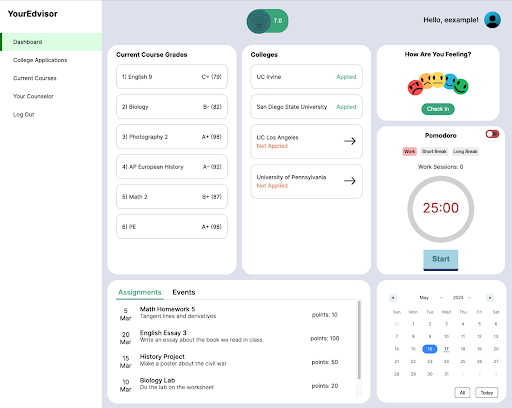 YourEdvisor
7.0
Hello, eexample!
Dashboard
College Applications
Current Courses
Your Counselor
Log Out
Current Course Grades
1) English 9 C+ (79)
2) Biology B- (82)
3) Photography 2 A+ (98)
4) AP European History A- (92)
5) Math 2 B+ (87)
6) PE A+ (98)
Colleges
UC Irvine Applied
San Diego State University Applied
UC Los Angeles
Not Applied
University of Pennsylvania
Not Applied
How Are You Feeling?
Check In
Pomodoro
Work Short Break Long Break
Work Sessions: 0
25:00
Start
Assignments Events
5 Mar
Math Homework 5
Tangent lines and derivatives
points: 10
20 Mar
English Essay 3
Write an essay about the book we read in class
points: 100
15 Mar
History Project
Make a poster about the civil war
points: 50
10 Mar
Biology Lab
Do the lab on the worksheet
points: 20
May 2023
Sun Mon Tue Wed Thu Fri Sat
30 1 2 3 4 5 6
7 8 9 10 11 12 13
14 15 16 17 18 19 20
21 22 23 24 25 26 27
28 29 30 31 1 2 3
All Today